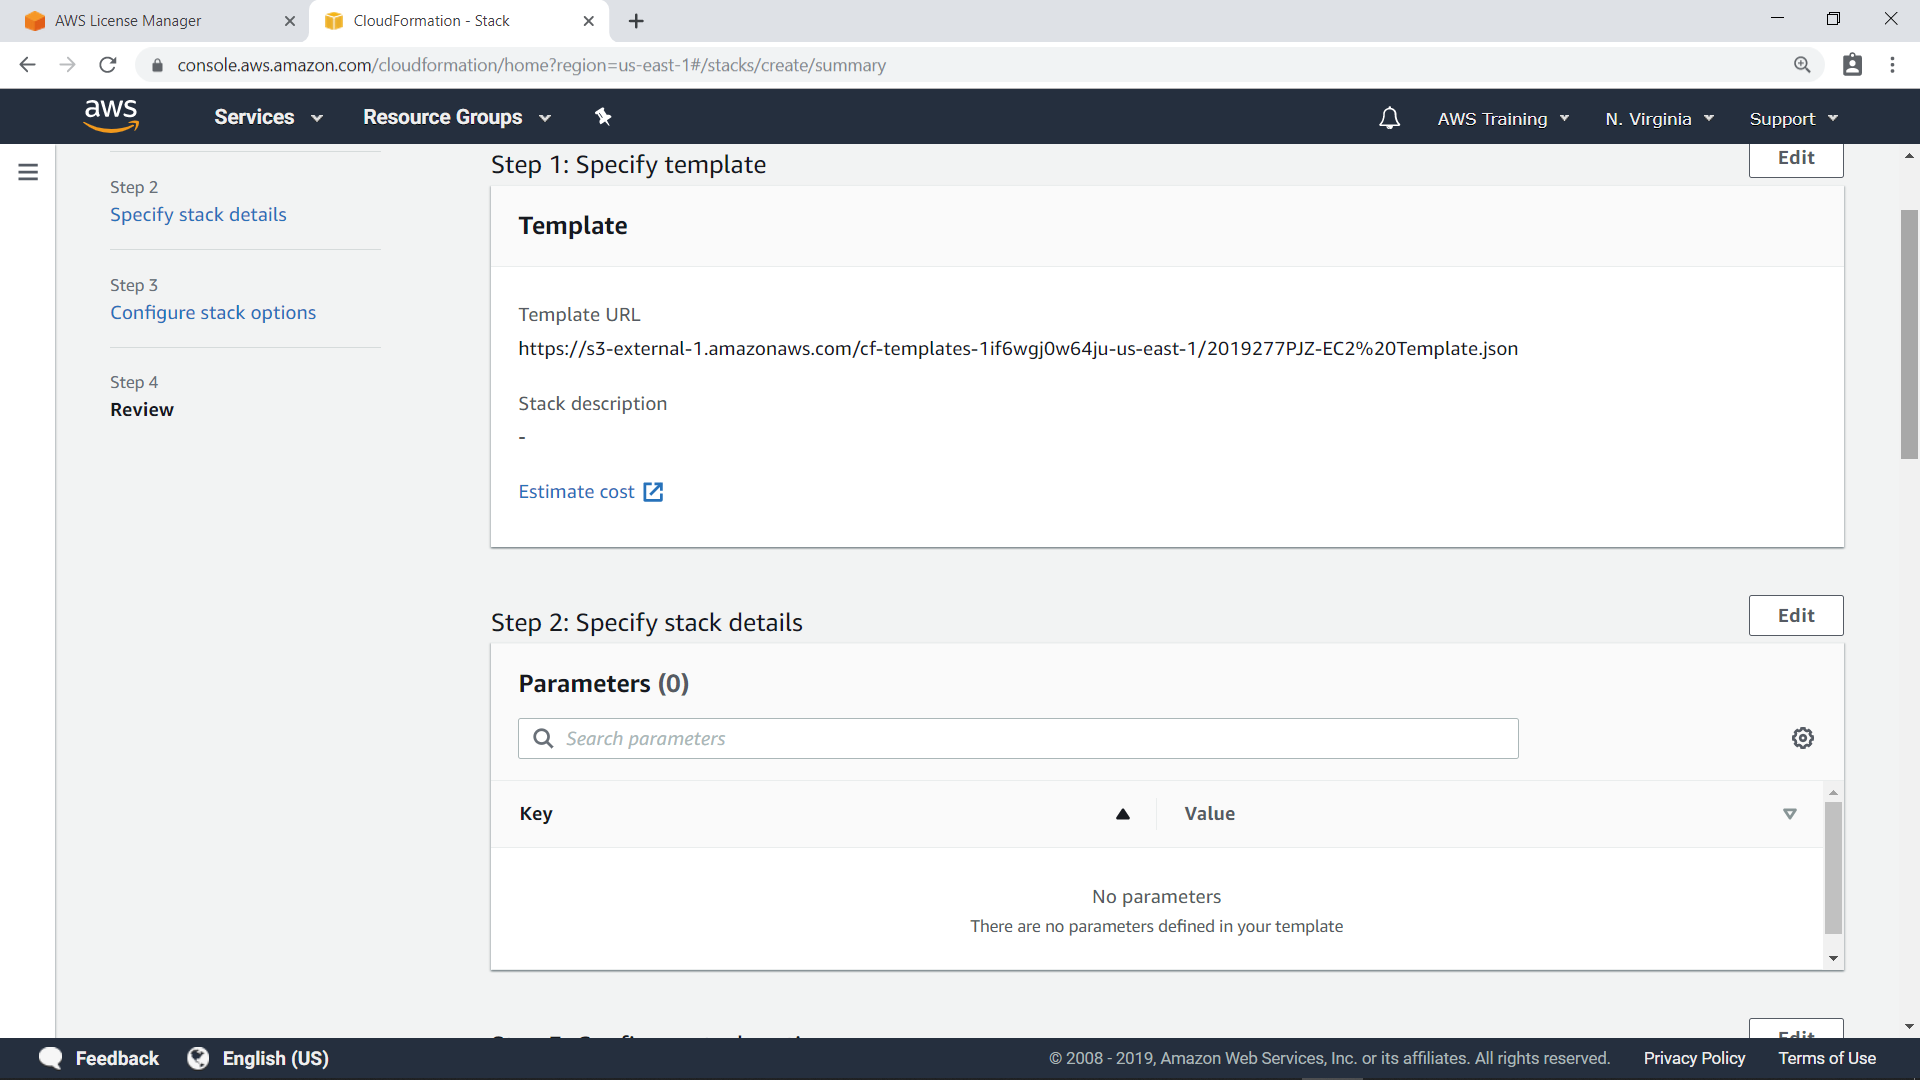 AWS License Manager
CloudFormation - Stack
console.aws.amazon.com/cloudformation/home?region=us-east-1#/stacks/create/summary
aws
Services
Resource Groups
AWS Training
N. Virginia
Support
Step 2
Specify stack details
Step 3
Configure stack options
Step 4
Review
Step 1: Specify template
Edit
Template
Template URL
https://s3-external-1.amazonaws.com/cf-templates-1if6wgj0w64ju-us-east-1/2019277PJZ-EC2%20Template.json
Stack description
-
Estimate cost
Step 2: Specify stack details
Edit
Parameters (0)
Search parameters
Key
Value
No parameters
There are no parameters defined in your template
Edit
Feedback
English (US)
© 2008 - 2019, Amazon Web Services, Inc. or its affiliates. All rights reserved.
Privacy Policy
Terms of Use